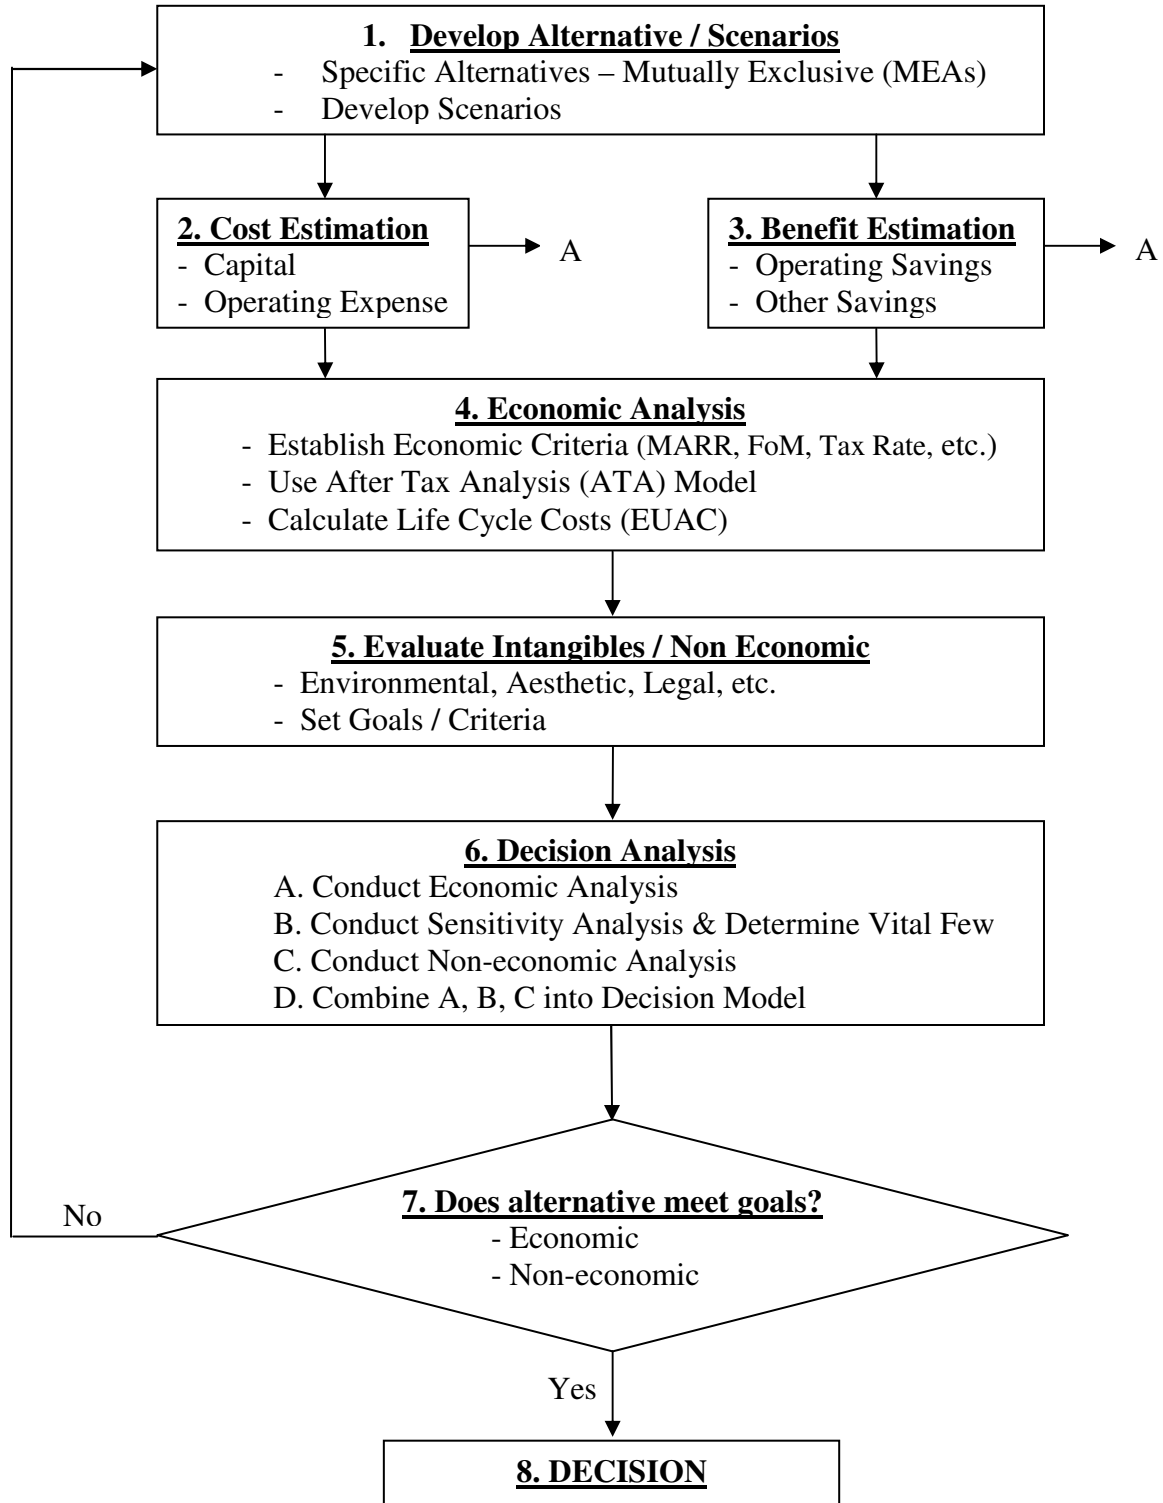 1. Develop Alternative / Scenarios
- Specific Alternatives – Mutually Exclusive (MEAs)
- Develop Scenarios
2. Cost Estimation
- Capital
- Operating Expense
A
3. Benefit Estimation
- Operating Savings
- Other Savings
A
4. Economic Analysis
- Establish Economic Criteria (MARR, FoM, Tax Rate, etc.)
- Use After Tax Analysis (ATA) Model
- Calculate Life Cycle Costs (EUAC)
5. Evaluate Intangibles / Non Economic
- Environmental, Aesthetic, Legal, etc.
- Set Goals / Criteria
6. Decision Analysis
A. Conduct Economic Analysis
B. Conduct Sensitivity Analysis & Determine Vital Few
C. Conduct Non-economic Analysis
D. Combine A, B, C into Decision Model
7. Does alternative meet goals?
- Economic
- Non-economic
No
Yes
8. DECISION